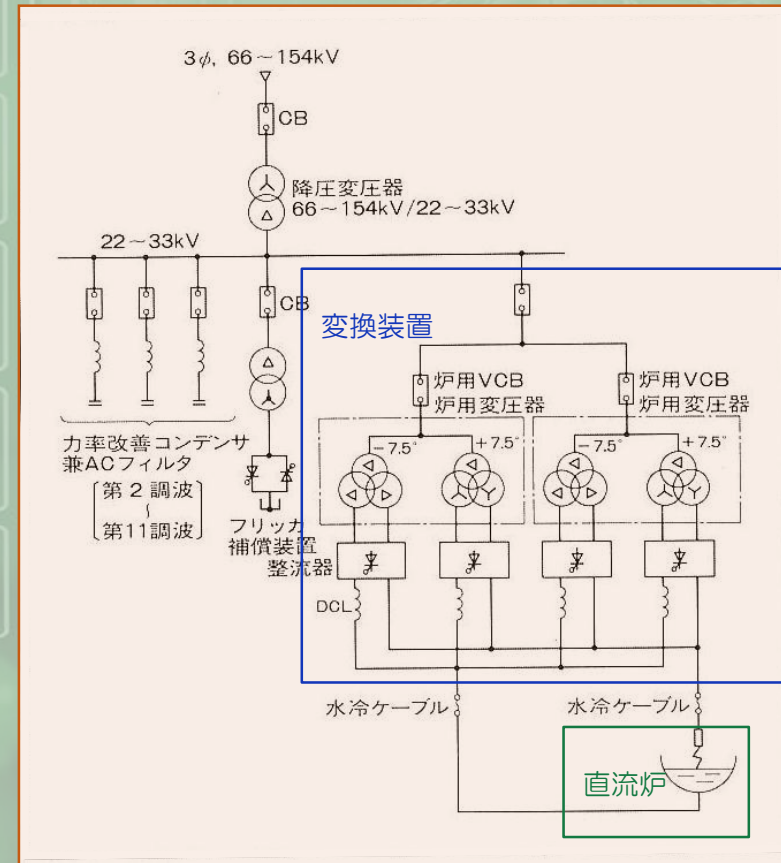 3φ, 66～154kV
CB
降圧変圧器
66～154kV/22～33kV
22～33kV
CB
変換装置
炉用VCB
炉用変圧器
炉用VCB
炉用変圧器
-7.5°
+7.5°
-7.5°
+7.5°
力率改善コンデンサ
兼ACフィルタ
第2調波
～
第11調波
フリッカ
補償装置
整流器
DCL
水冷ケーブル
水冷ケーブル
直流炉